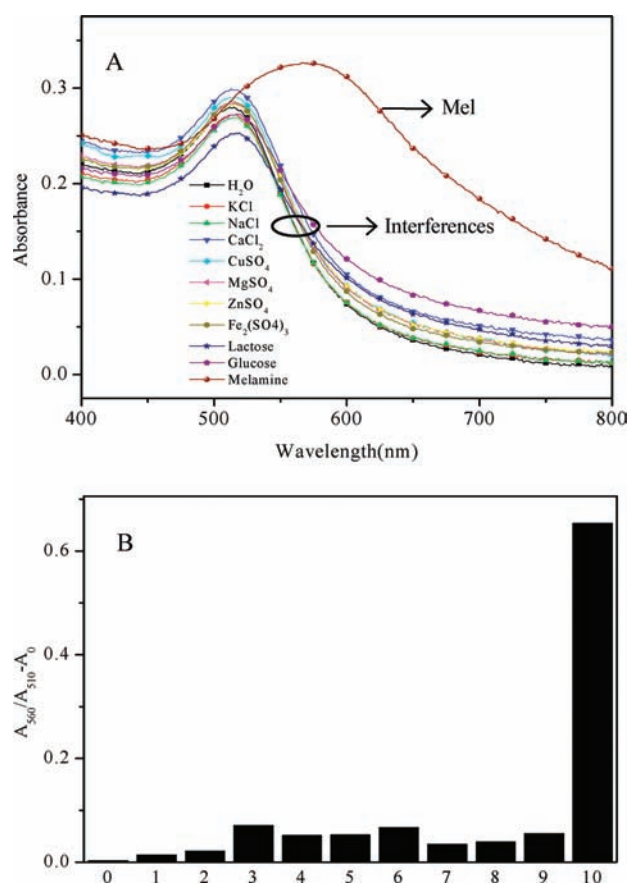 A
0.3
0.2
0.1
0.0
Absorbance
Mel
Interferences
H₂O
KCl
NaCl
CaCl₂
CuSO₄
MgSO₄
ZnSO₄
Fe₂(SO4)₃
Lactose
Glucose
Melamine
400 500 600 700 800
Wavelength(nm)
B
0.6
0.4
0.2
0.0
A₅₆₀/A₅₁₀-A₀
0 1 2 3 4 5 6 7 8 9 10